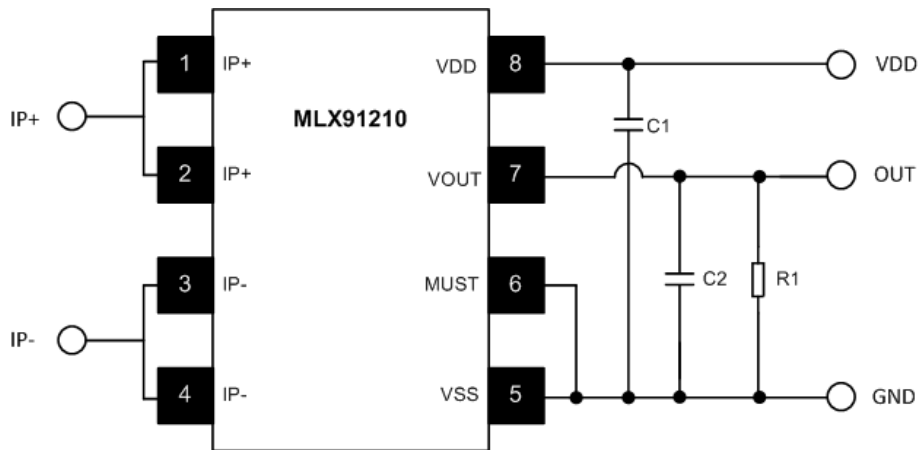 1 IP+ VDD 8 VDD
MLX91210
C1
IP+
2 IP+ VOUT 7 OUT
3 IP- MUST 6 C2 R1
IP-
4 IP- VSS 5 GND